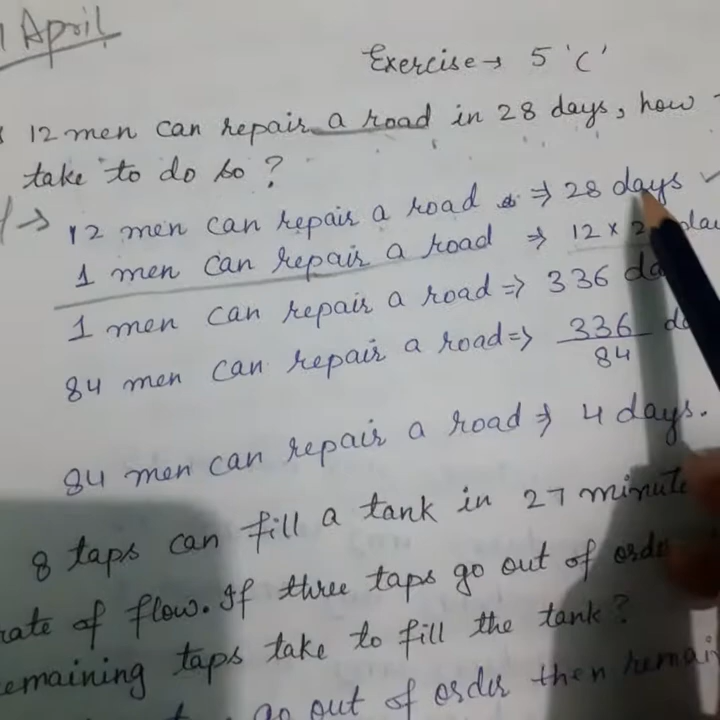 April
Exercise → 5 'C'
12 men can repair a road in 28 days, how
take to do so?
12 men can repair a road ⇒ 28 days
1 men can repair a road ⇒ 12 x 2
1 men can repair a road ⇒ 336 da
84 men can repair a road ⇒ 336/84 d
84 men can repair a road ⇒ 4 days.
8 taps can fill a tank in 27 minute
rate of flow. If three taps go out of orde
emaining taps take to fill the tank?
go out of order then remai